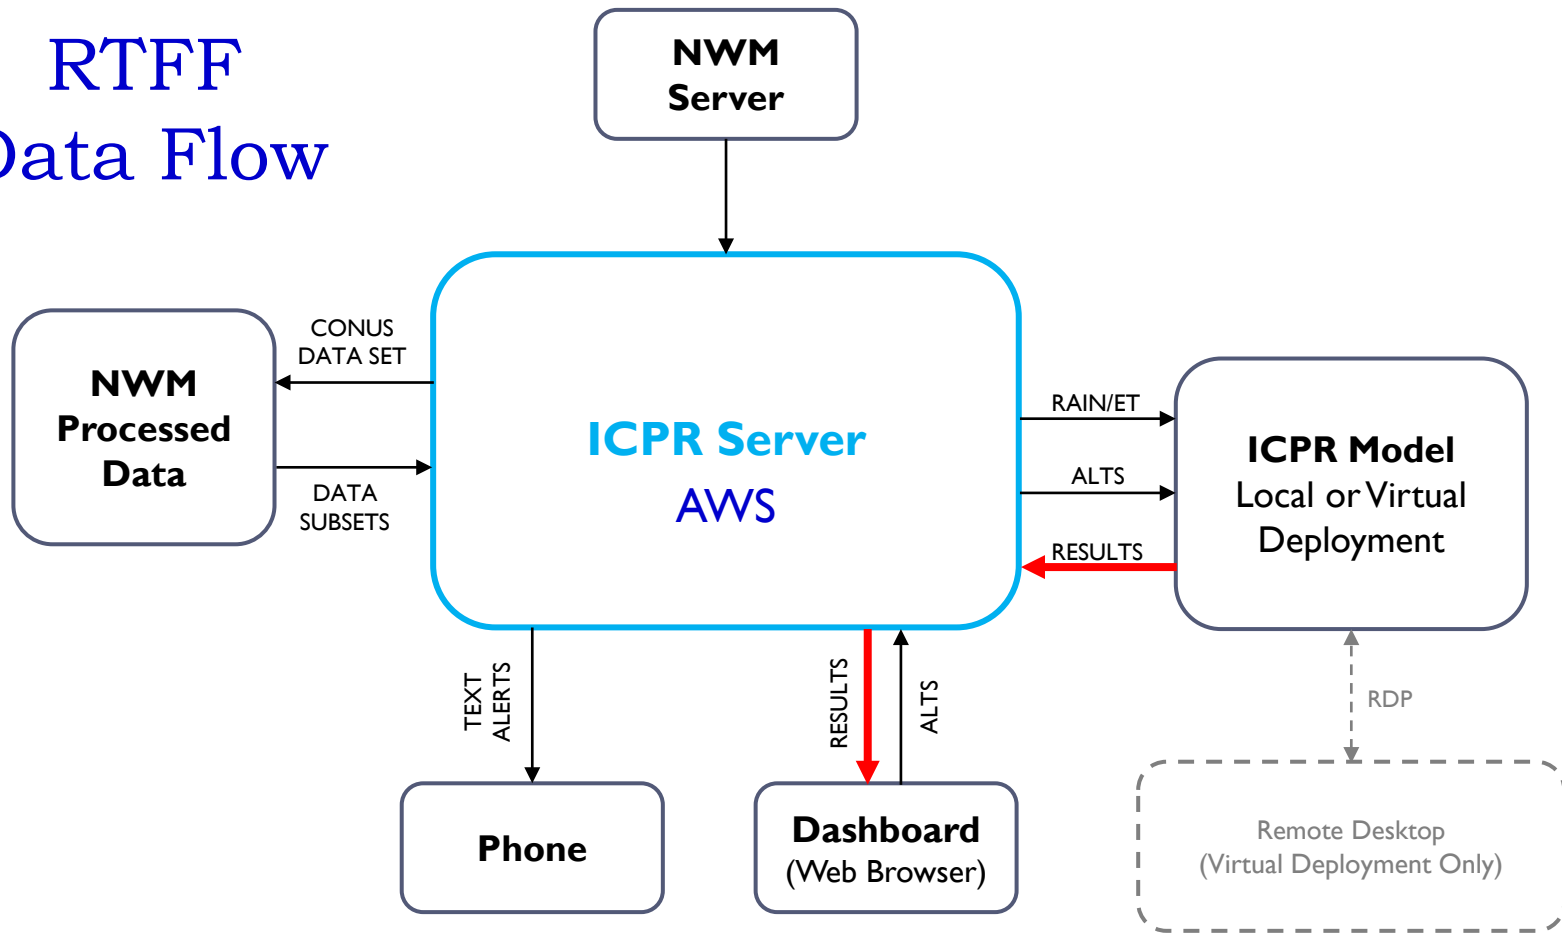 RTFF
Data Flow
NWM
Server
CONUS
DATA SET
NWM
Processed
Data
DATA
SUBSETS
ICPR Server
AWS
RAIN/ET
ALTS
RESULTS
ICPR Model
Local or Virtual
Deployment
TEXT
ALERTS
RESULTS
ALTS
RDP
Phone
Dashboard
(Web Browser)
Remote Desktop
(Virtual Deployment Only)